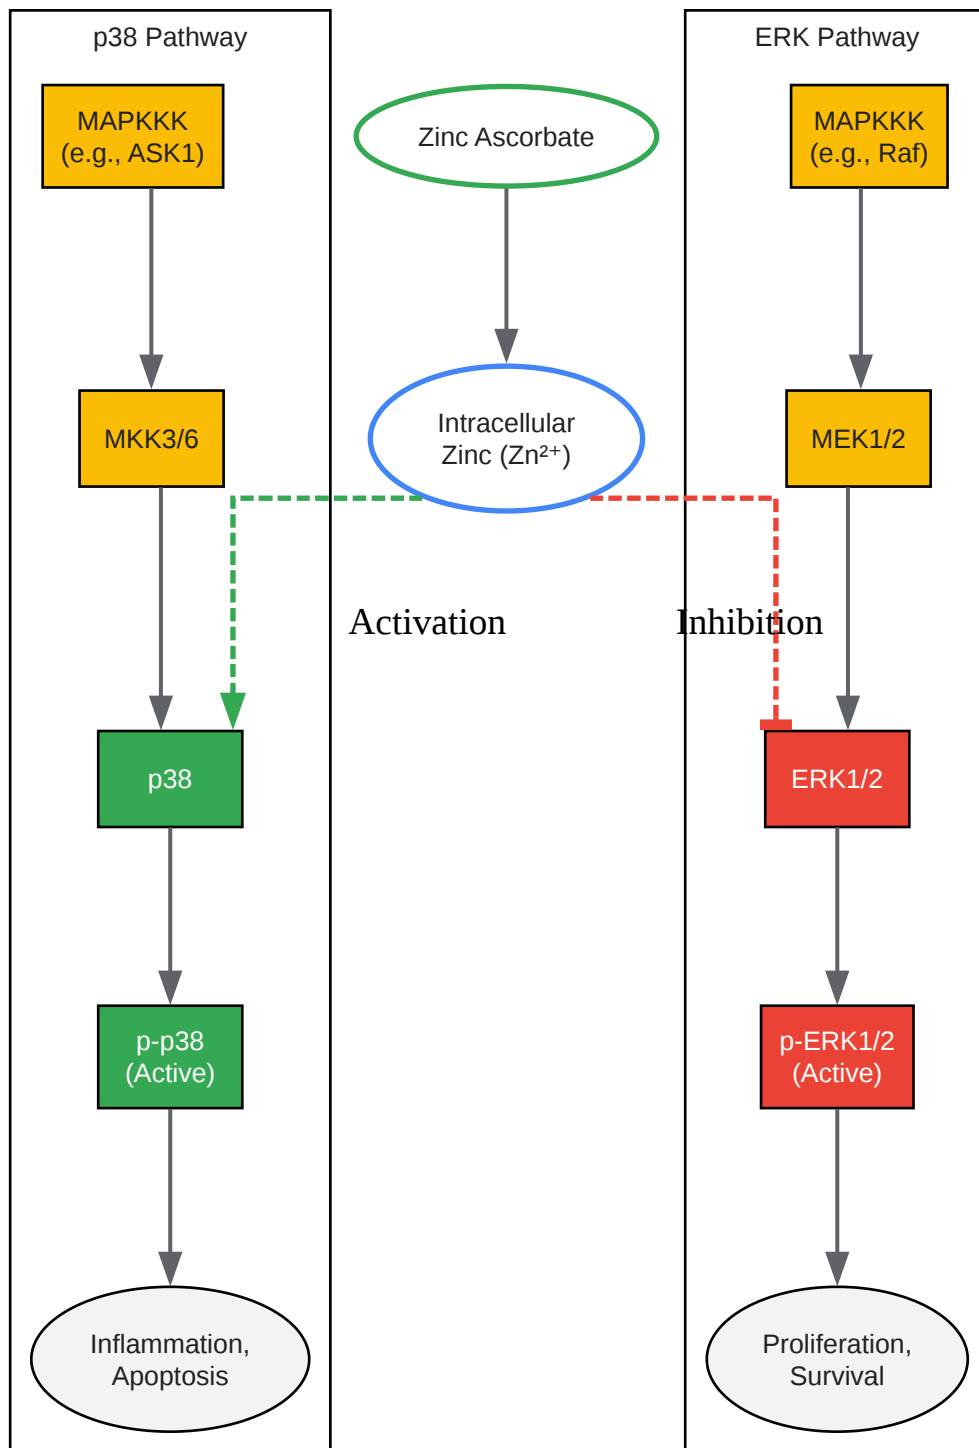 p38 Pathway
ERK Pathway
MAPKKK
(e.g., ASK1)
Zinc Ascorbate
MAPKKK
(e.g., Raf)
MKK3/6
Intracellular
Zinc (Zn²⁺)
MEK1/2
Activation
Inhibition
p38
ERK1/2
p-p38
(Active)
p-ERK1/2
(Active)
Inflammation,
Apoptosis
Proliferation,
Survival